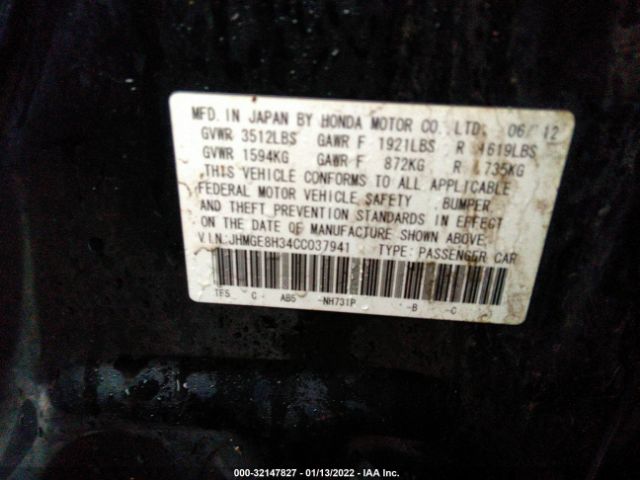 MFD. IN JAPAN BY HONDA MOTOR CO., LTD. 06/12
GVWR 3512LBS GAWR F 1921LBS R 1619LBS
GVWR 1594KG GAWR F 872KG R 735KG
THIS VEHICLE CONFORMS TO ALL APPLICABLE
FEDERAL MOTOR VEHICLE SAFETY, BUMPER,
AND THEFT PREVENTION STANDARDS IN EFFECT
ON THE DATE OF MANUFACTURE SHOWN ABOVE.
V.I.N:JHMGE8H34CC037941 TYPE: PASSENGER CAR
TF5 C AB5 -NH731P -B -C
000-32147827 - 01/13/2022 - IAA Inc.